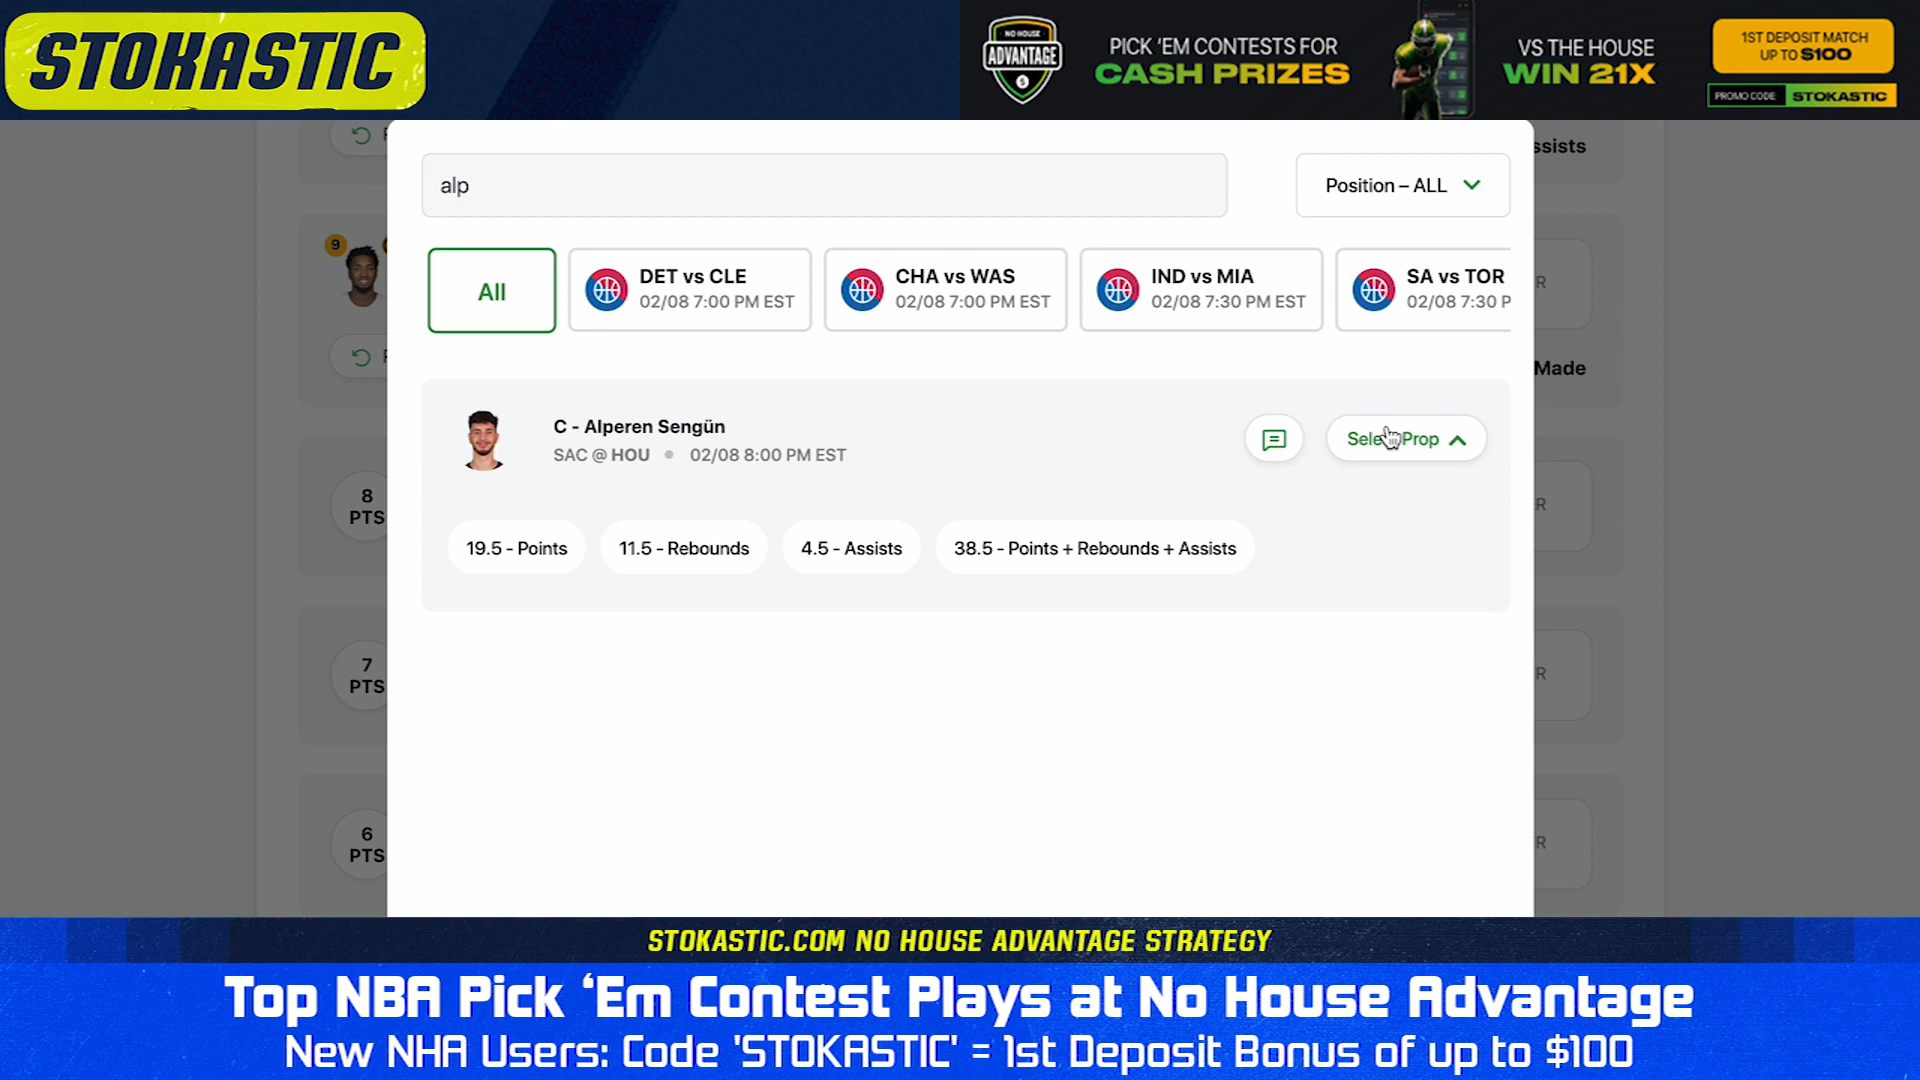 STOKASTIC
NO HOUSE
ADVANTAGE
PICK 'EM CONTESTS FOR
CASH PRIZES
VS THE HOUSE
WIN 21X
1ST DEPOSIT MATCH
UP TO $100
PROMO CODE STOKASTIC
alp
Position – ALL
ssists
9
All
DET vs CLE
02/08 7:00 PM EST
CHA vs WAS
02/08 7:00 PM EST
IND vs MIA
02/08 7:30 PM EST
SA vs TOR
02/08 7:30 P
R
Made
C - Alperen Sengün
SAC @ HOU • 02/08 8:00 PM EST
Sele Prop
19.5 - Points
11.5 - Rebounds
4.5 - Assists
38.5 - Points + Rebounds + Assists
8
PTS
R
7
PTS
R
6
PTS
R
STOKASTIC.COM NO HOUSE ADVANTAGE STRATEGY
Top NBA Pick ‘Em Contest Plays at No House Advantage
New NHA Users: Code 'STOKASTIC' = 1st Deposit Bonus of up to $100